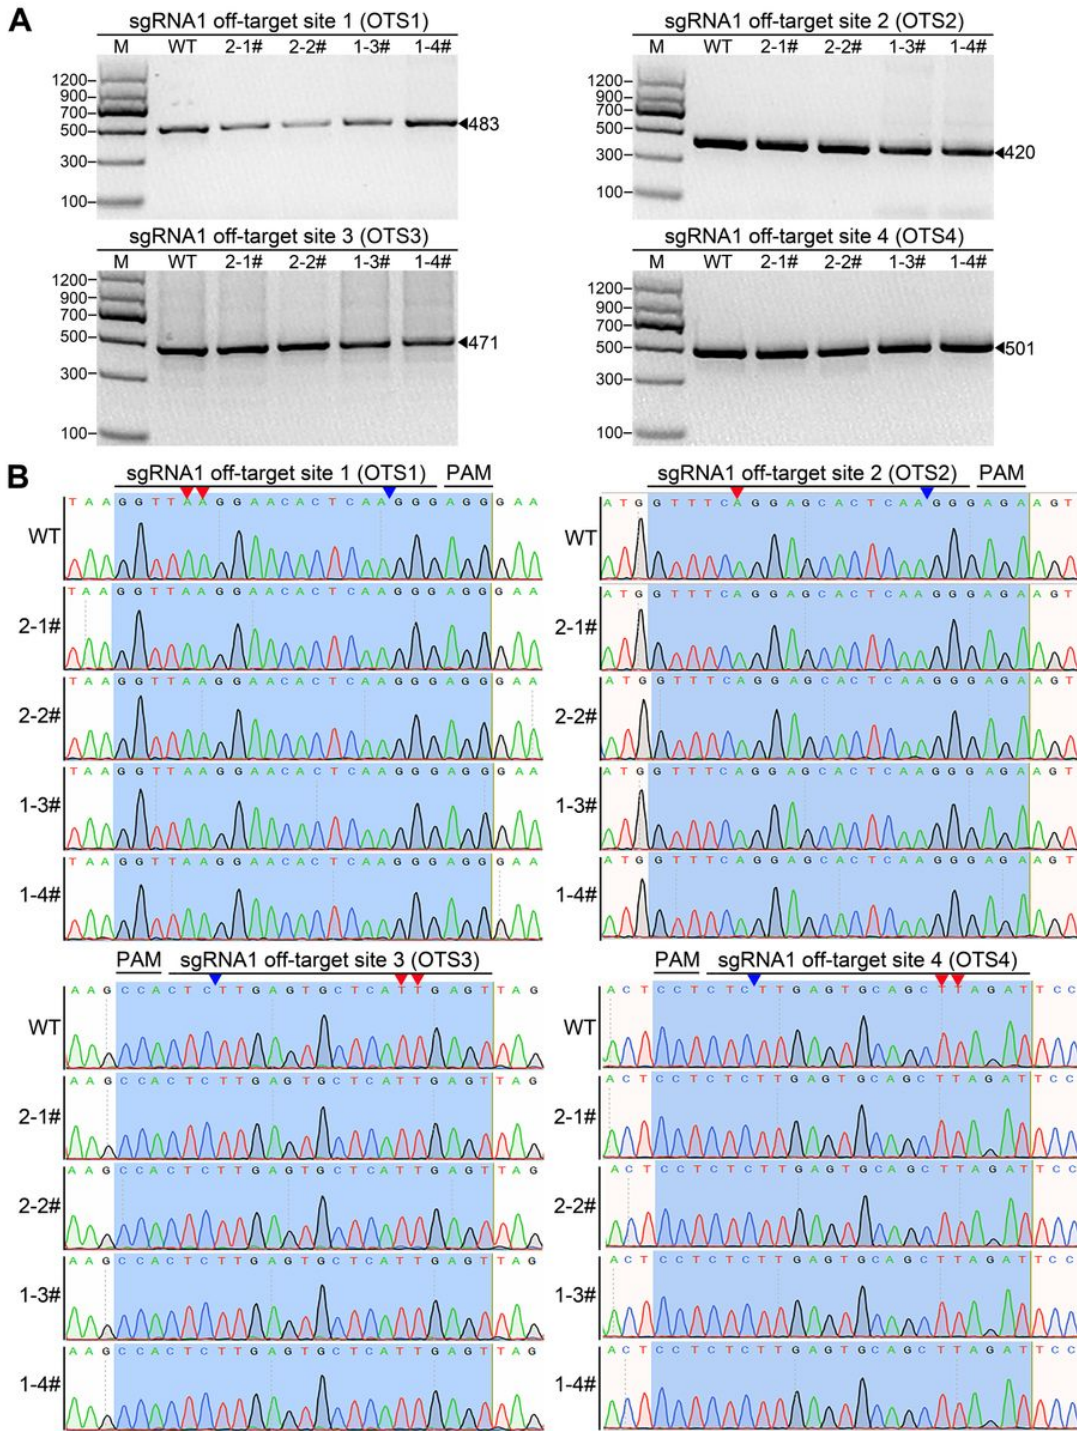 A
sgRNA1 off-target site 1 (OTS1)
M WT 2-1# 2-2# 1-3# 1-4#
1200
900
700
500
300
100
483
sgRNA1 off-target site 2 (OTS2)
M WT 2-1# 2-2# 1-3# 1-4#
1200
900
700
500
300
100
420
sgRNA1 off-target site 3 (OTS3)
M WT 2-1# 2-2# 1-3# 1-4#
1200
900
700
500
300
100
471
sgRNA1 off-target site 4 (OTS4)
M WT 2-1# 2-2# 1-3# 1-4#
1200
900
700
500
300
100
501
B
sgRNA1 off-target site 1 (OTS1) PAM
WT
T A A G G T T A A G G A A C A C T C A A G G G A G G G A A
2-1#
T A A G G T T A A G G A A C A C T C A A G G G A G G G A A
2-2#
T A A G G T T A A G G A A C A C T C A A G G G A G G G A A
1-3#
T A A G G T T A A G G A A C A C T C A A G G G A G G G A A
1-4#
T A A G G T T A A G G A A C A C T C A A G G G A G G G A A
sgRNA1 off-target site 2 (OTS2) PAM
WT
A T G G T T T C A G G A G C A C T C A A G G G A G A A G T
2-1#
A T G G T T T C A G G A G C A C T C A A G G G A G A A G T
2-2#
A T G G T T T C A G G A G C A C T C A A G G G A G A A G T
1-3#
A T G G T T T C A G G A G C A C T C A A G G G A G A A G T
1-4#
A T G G T T T C A G G A G C A C T C A A G G G A G A A G T
PAM sgRNA1 off-target site 3 (OTS3)
WT
A A G C C A C T C T T G A G T G C T C A T T G A G T T A G
2-1#
A A G C C A C T C T T G A G T G C T C A T T G A G T T A G
2-2#
A A G C C A C T C T T G A G T G C T C A T T G A G T T A G
1-3#
A A G C C A C T C T T G A G T G C T C A T T G A G T T A G
1-4#
A A G C C A C T C T T G A G T G C T C A T T G A G T T A G
PAM sgRNA1 off-target site 4 (OTS4)
WT
A C T C C T C T C T T G A G T G C A G C T T A G A T T C C
2-1#
A C T C C T C T C T T G A G T G C A G C T T A G A T T C C
2-2#
A C T C C T C T C T T G A G T G C A G C T T A G A T T C C
1-3#
A C T C C T C T C T T G A G T G C A G C T T A G A T T C C
1-4#
A C T C C T C T C T T G A G T G C A G C T T A G A T T C C